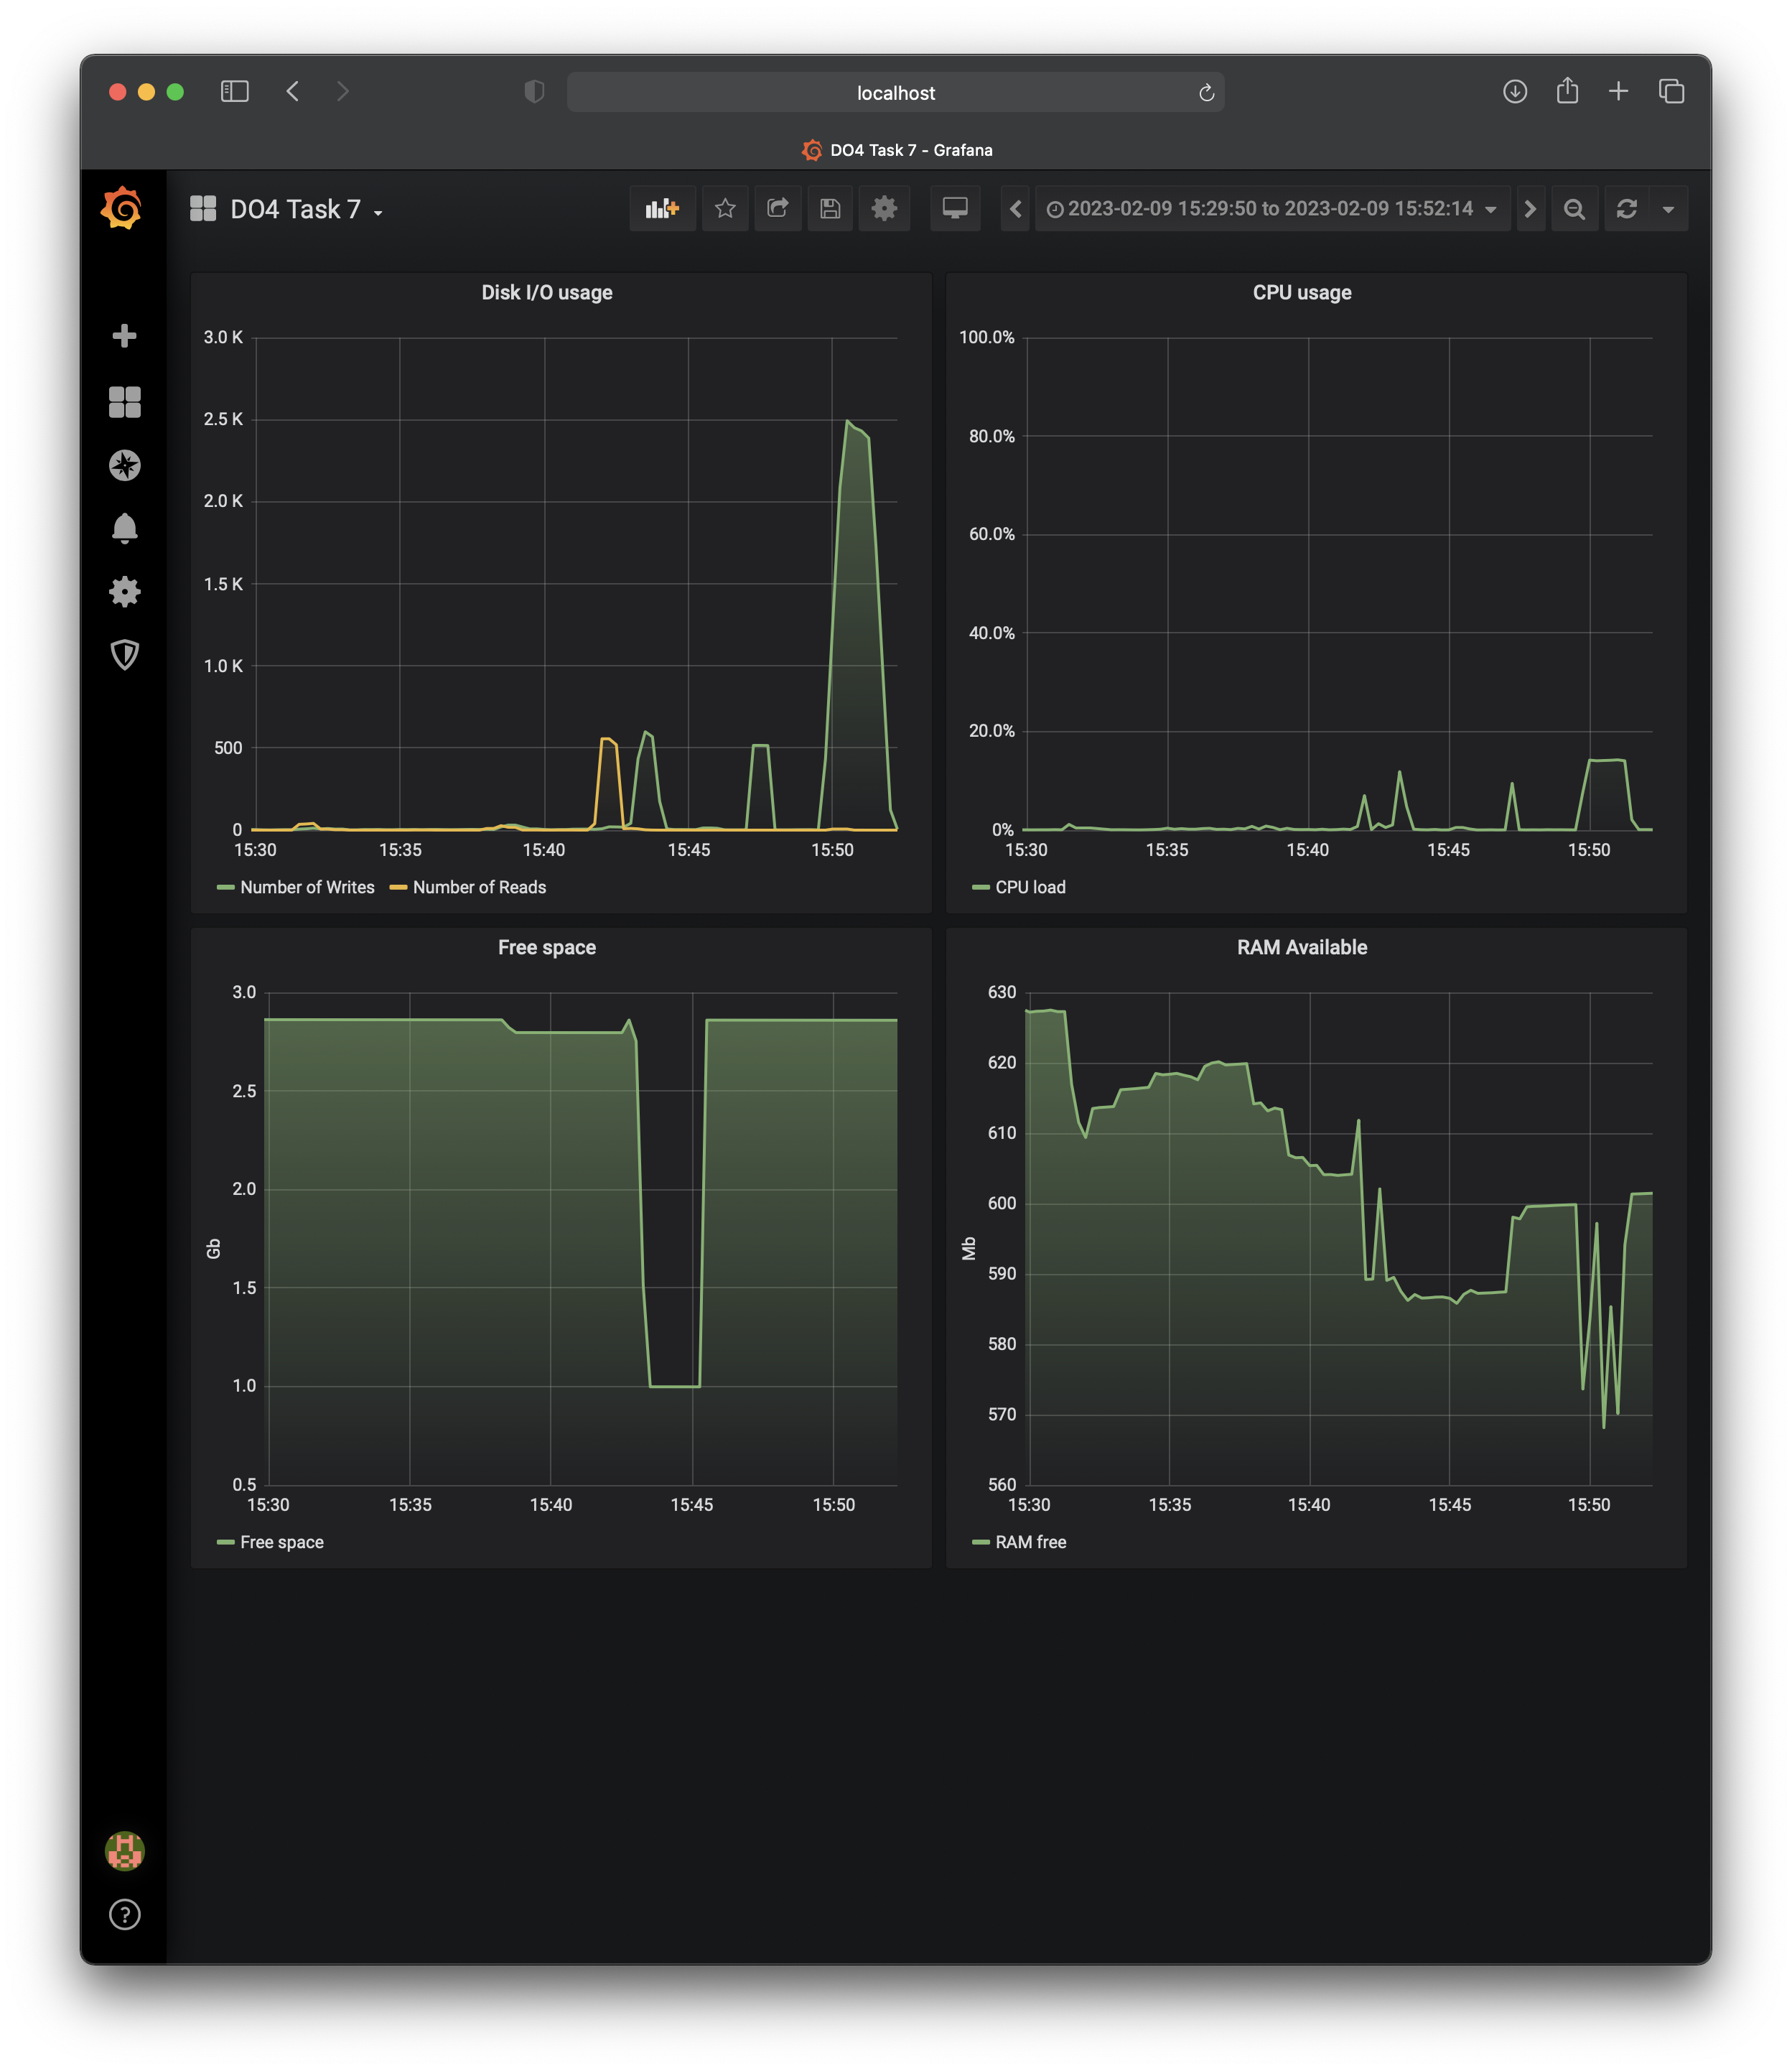 localhost
DO4 Task 7 - Grafana
DO4 Task 7
2023-02-09 15:29:50 to 2023-02-09 15:52:14
Disk I/O usage
3.0 K
2.5 K
2.0 K
1.5 K
1.0 K
500
0
15:30 15:35 15:40 15:45 15:50
Number of Writes Number of Reads
CPU usage
100.0%
80.0%
60.0%
40.0%
20.0%
0%
15:30 15:35 15:40 15:45 15:50
CPU load
Free space
3.0
2.5
2.0
1.5
1.0
0.5
Gb
15:30 15:35 15:40 15:45 15:50
Free space
RAM Available
630
620
610
600
590
580
570
560
Mb
15:30 15:35 15:40 15:45 15:50
RAM free